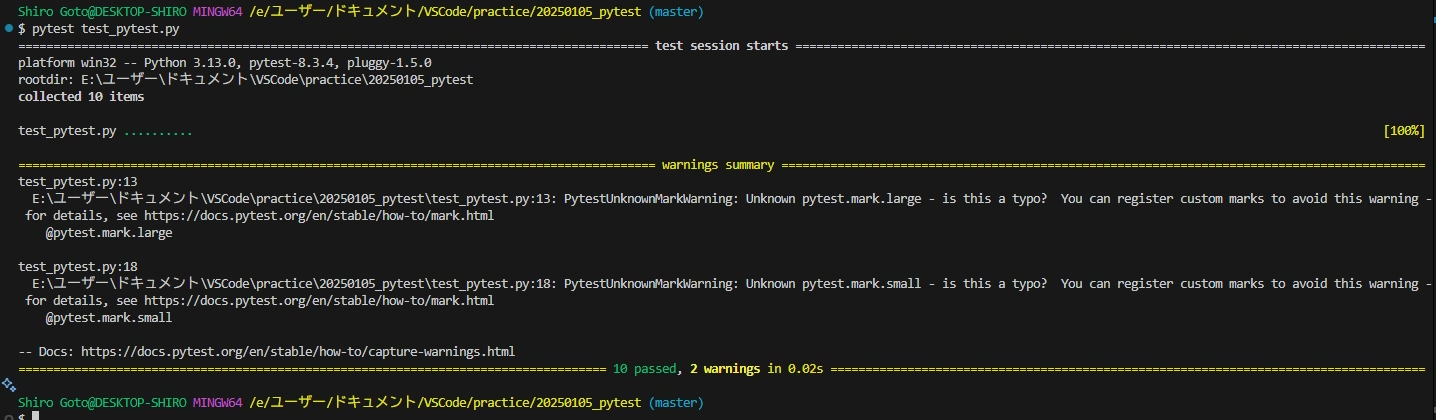 Shiro Goto@DESKTOP-SHIRO MINGW64 /e/ユーザー/ドキュメント/VSCode/practice/20250105_pytest (master)
$ pytest test_pytest.py
========================================================================================== test session starts ==========================================================================================
platform win32 -- Python 3.13.0, pytest-8.3.4, pluggy-1.5.0
rootdir: E:\ユーザー\ドキュメント\VSCode\practice\20250105_pytest
collected 10 items
test_pytest.py .......... [100%]
=========================================================================================== warnings summary ============================================================================================
test_pytest.py:13
E:\ユーザー\ドキュメント\VSCode\practice\20250105_pytest\test_pytest.py:13: PytestUnknownMarkWarning: Unknown pytest.mark.large - is this a typo?  You can register custom marks to avoid this warning -
for details, see https://docs.pytest.org/en/stable/how-to/mark.html
@pytest.mark.large
test_pytest.py:18
E:\ユーザー\ドキュメント\VSCode\practice\20250105_pytest\test_pytest.py:18: PytestUnknownMarkWarning: Unknown pytest.mark.small - is this a typo?  You can register custom marks to avoid this warning -
for details, see https://docs.pytest.org/en/stable/how-to/mark.html
@pytest.mark.small
-- Docs: https://docs.pytest.org/en/stable/how-to/capture-warnings.html
==================================================================================== 10 passed, 2 warnings in 0.02s =====================================================================================
Shiro Goto@DESKTOP-SHIRO MINGW64 /e/ユーザー/ドキュメント/VSCode/practice/20250105_pytest (master)
$